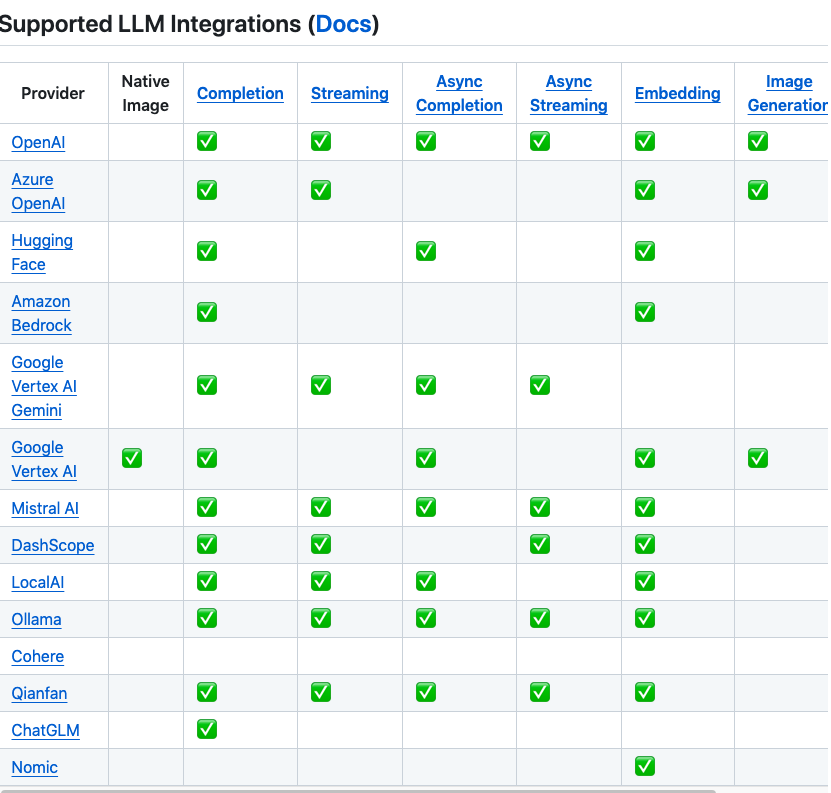 Supported LLM Integrations (Docs)
Provider Native Image Completion Streaming Async Completion Async Streaming Embedding Image Generation
OpenAI ✅ ✅ ✅ ✅ ✅ ✅
Azure OpenAI ✅ ✅ ✅ ✅
Hugging Face ✅ ✅ ✅
Amazon Bedrock ✅ ✅
Google Vertex AI Gemini ✅ ✅ ✅ ✅
Google Vertex AI ✅ ✅ ✅ ✅ ✅
Mistral AI ✅ ✅ ✅ ✅ ✅
DashScope ✅ ✅ ✅ ✅
LocalAI ✅ ✅ ✅ ✅
Ollama ✅ ✅ ✅ ✅ ✅
Cohere
Qianfan ✅ ✅ ✅ ✅ ✅
ChatGLM ✅
Nomic ✅